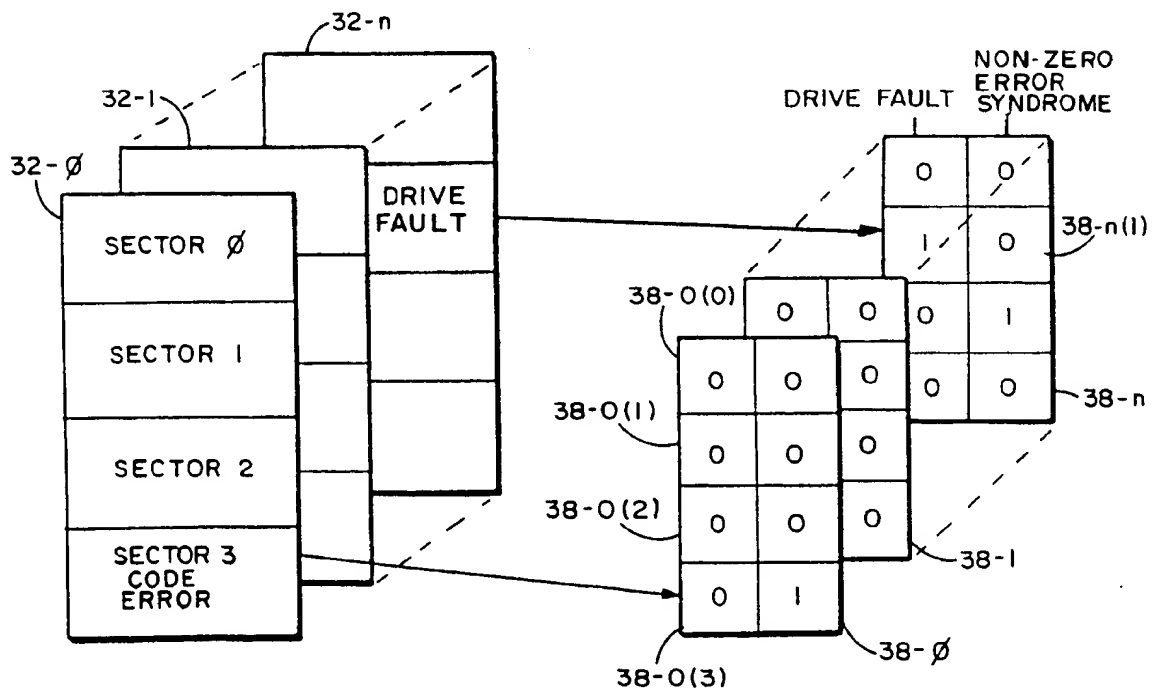 32-n
32-1
32-Ø
SECTOR Ø
SECTOR 1
SECTOR 2
SECTOR 3
CODE
ERROR
DRIVE
FAULT
DRIVE FAULT
NON-ZERO
ERROR
SYNDROME
0 0
1 0
0 1
0 0
38-n(1)
38-n
0 0
0
0
0
38-1
38-0(0)
38-0(1)
38-0(2)
38-0(3)
0 0
0 0
0 0
0 1
38-Ø